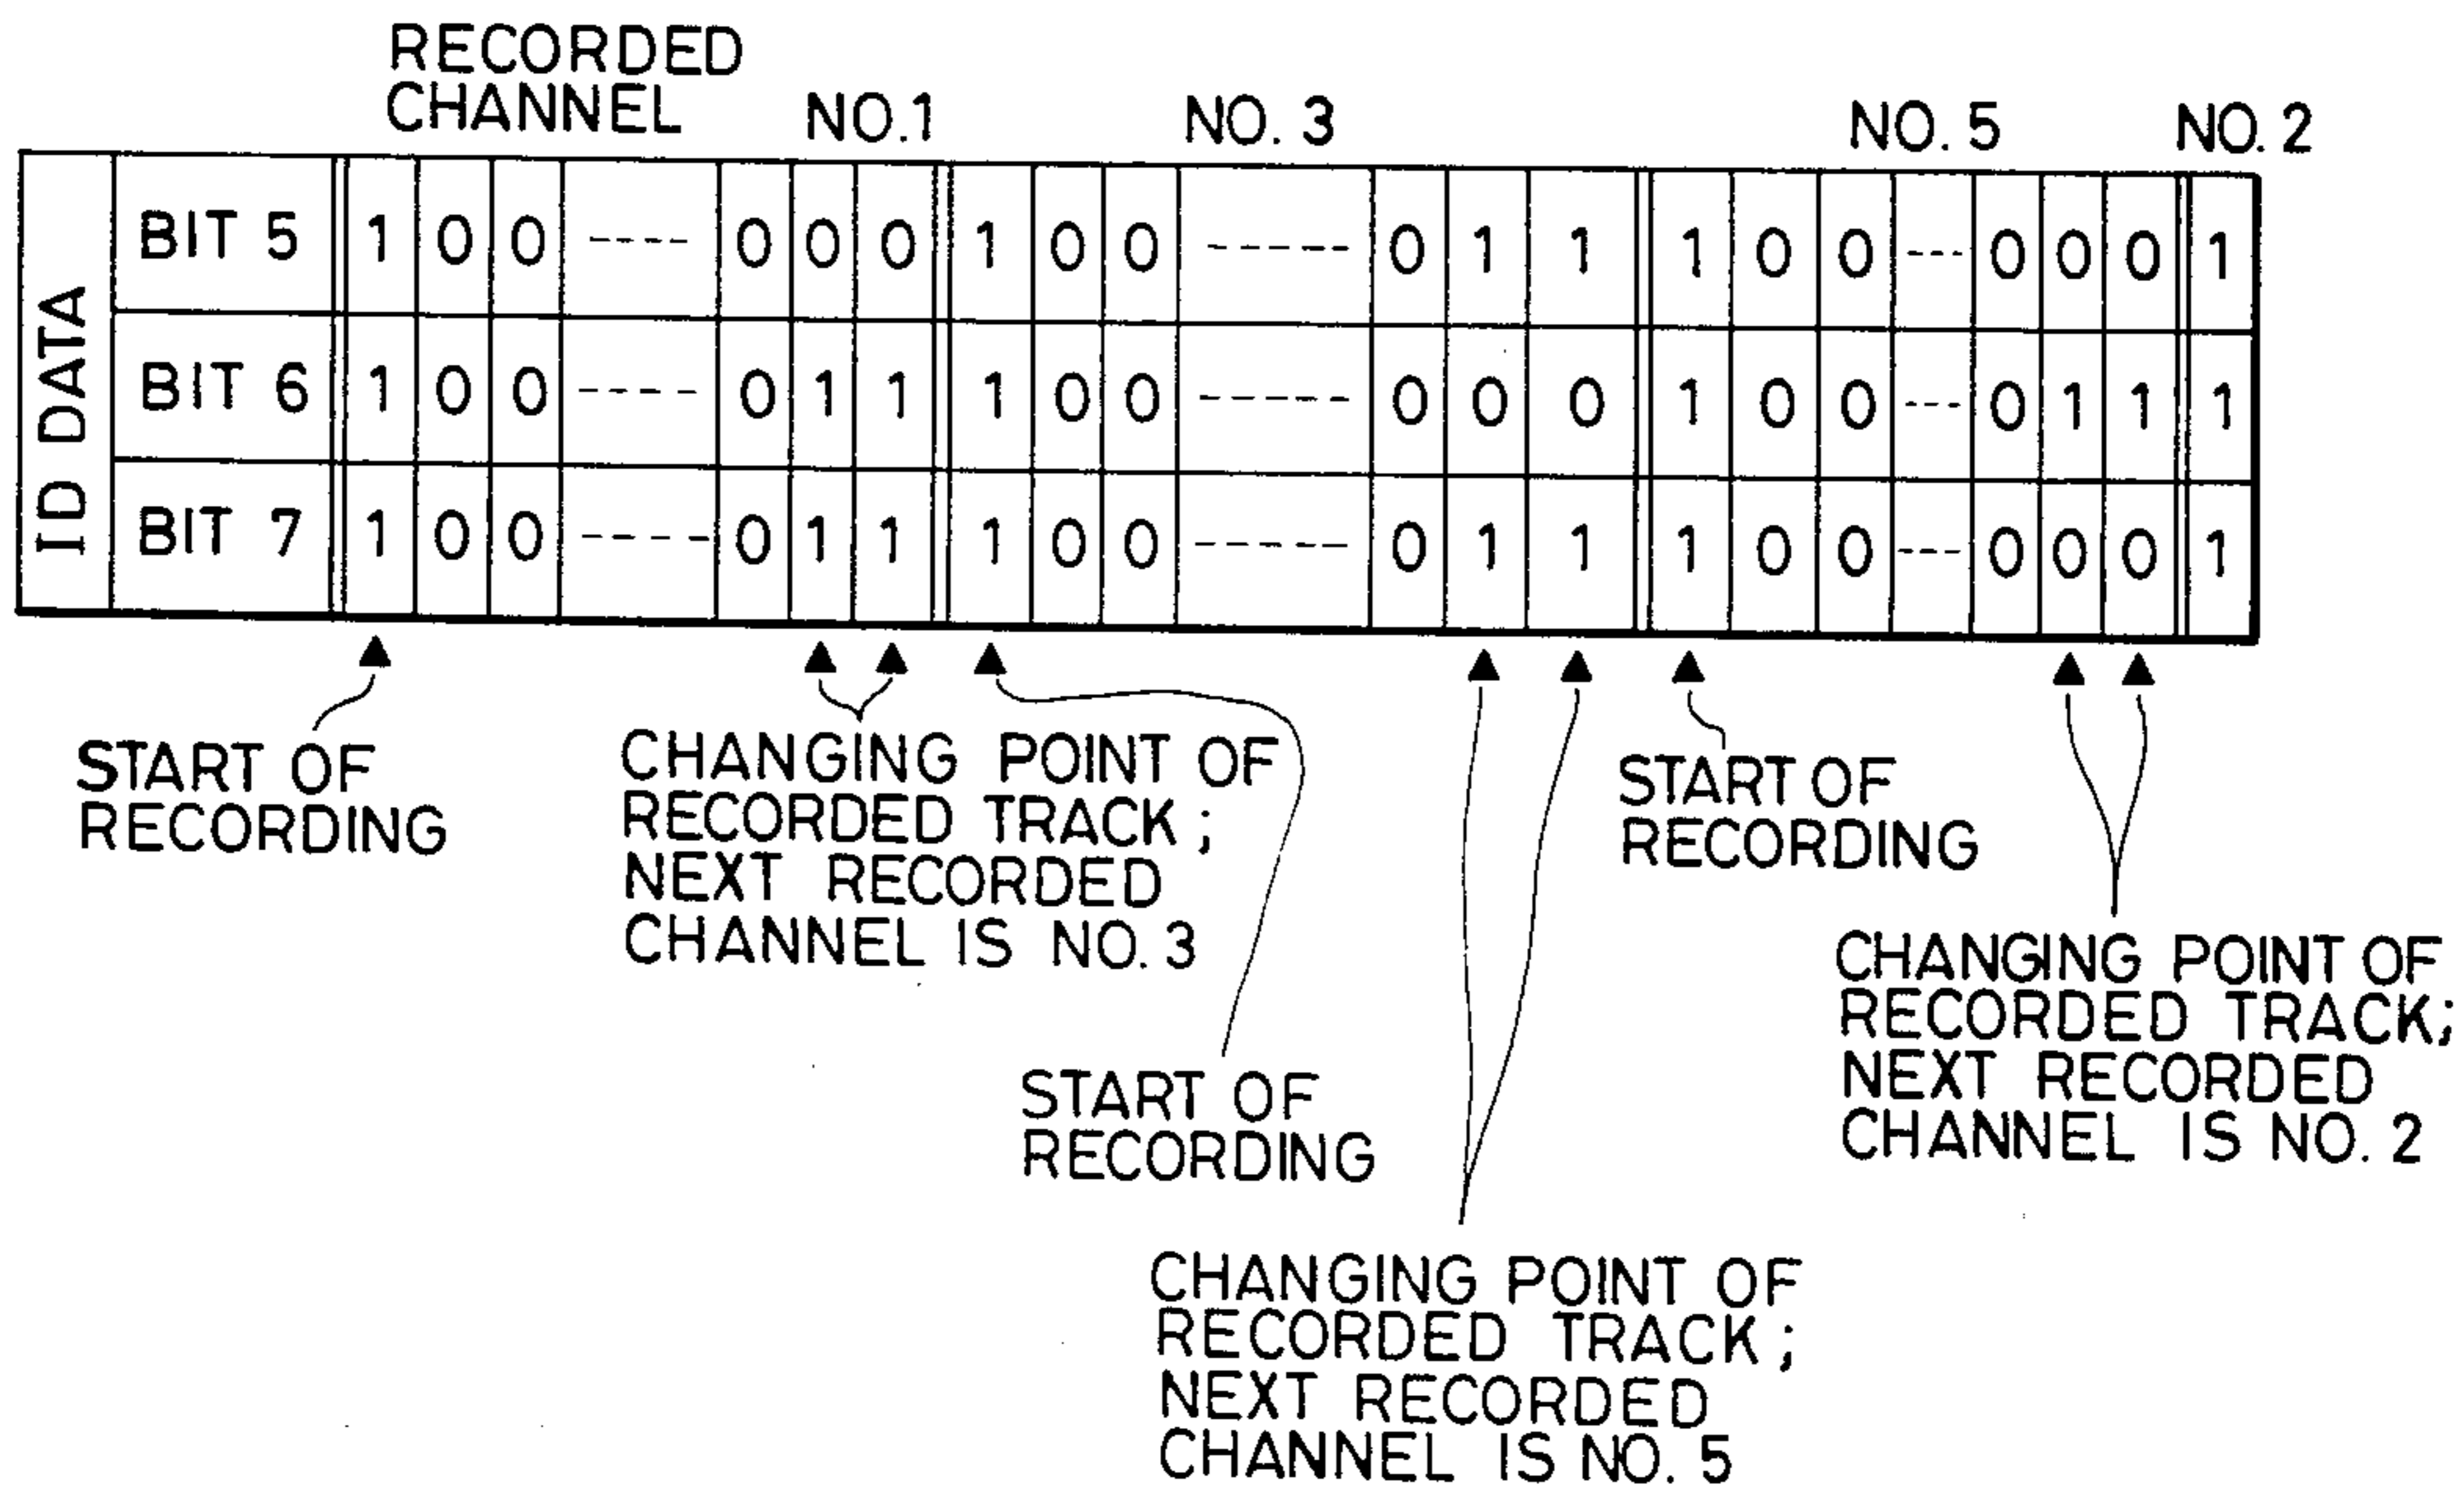 RECORDED
CHANNEL NO.1 NO. 3 NO. 5 NO. 2
ID DATA
BIT 5 1 0 0 ---- 0 0 0 1 0 0 ----- 0 1 1 1 0 0 --- 0 0 0 1
BIT 6 1 0 0 ---- 0 1 1 1 0 0 ----- 0 0 0 1 0 0 --- 0 1 1 1
BIT 7 1 0 0 ---- 0 1 1 1 0 0 ----- 0 1 1 1 0 0 --- 0 0 0 1
START OF
RECORDING
CHANGING POINT OF
RECORDED TRACK;
NEXT RECORDED
CHANNEL IS NO. 3
START OF
RECORDING
CHANGING POINT OF
RECORDED TRACK;
NEXT RECORDED
CHANNEL IS NO. 5
START OF
RECORDING
CHANGING POINT OF
RECORDED TRACK;
NEXT RECORDED
CHANNEL IS NO. 2